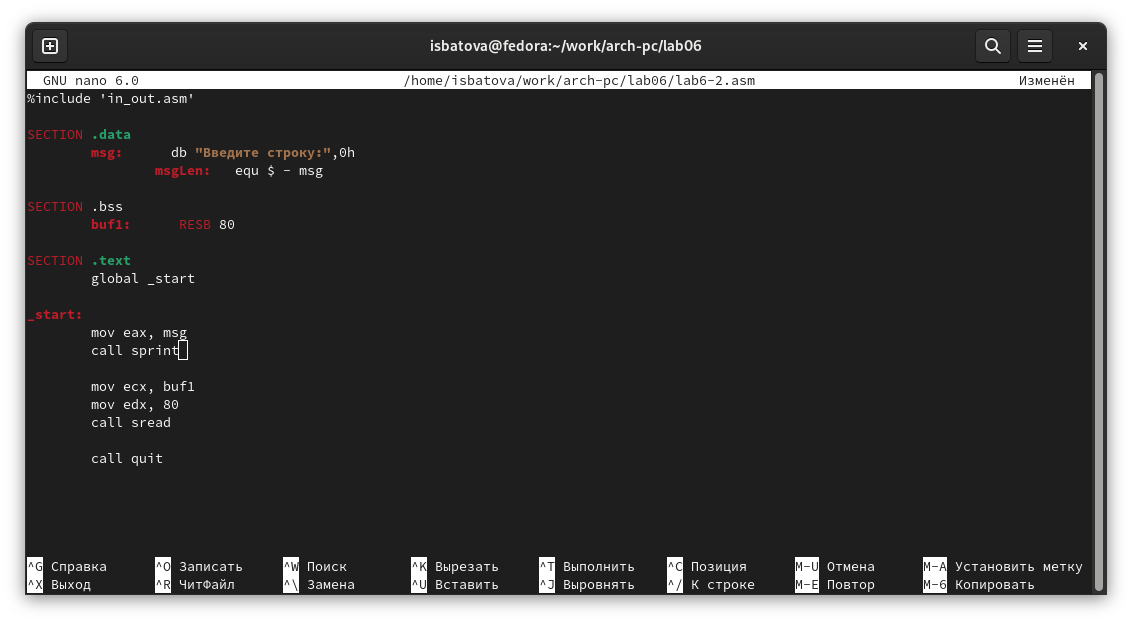 isbatova@fedora:~/work/arch-pc/lab06
GNU nano 6.0 /home/isbatova/work/arch-pc/lab06/lab6-2.asm Изменён
%include 'in_out.asm'
SECTION .data
msg: db "Введите строку:",0h
msgLen: equ $ - msg
SECTION .bss
buf1: RESB 80
SECTION .text
global _start
_start:
mov eax, msg
call sprint
mov ecx, buf1
mov edx, 80
call sread
call quit
^G Справка ^O Записать ^W Поиск ^K Вырезать ^T Выполнить ^C Позиция M-U Отмена M-A Установить метку
^X Выход ^R ЧитФайл ^\ Замена ^U Вставить ^J Выровнять ^/ К строке M-E Повтор M-6 Копировать